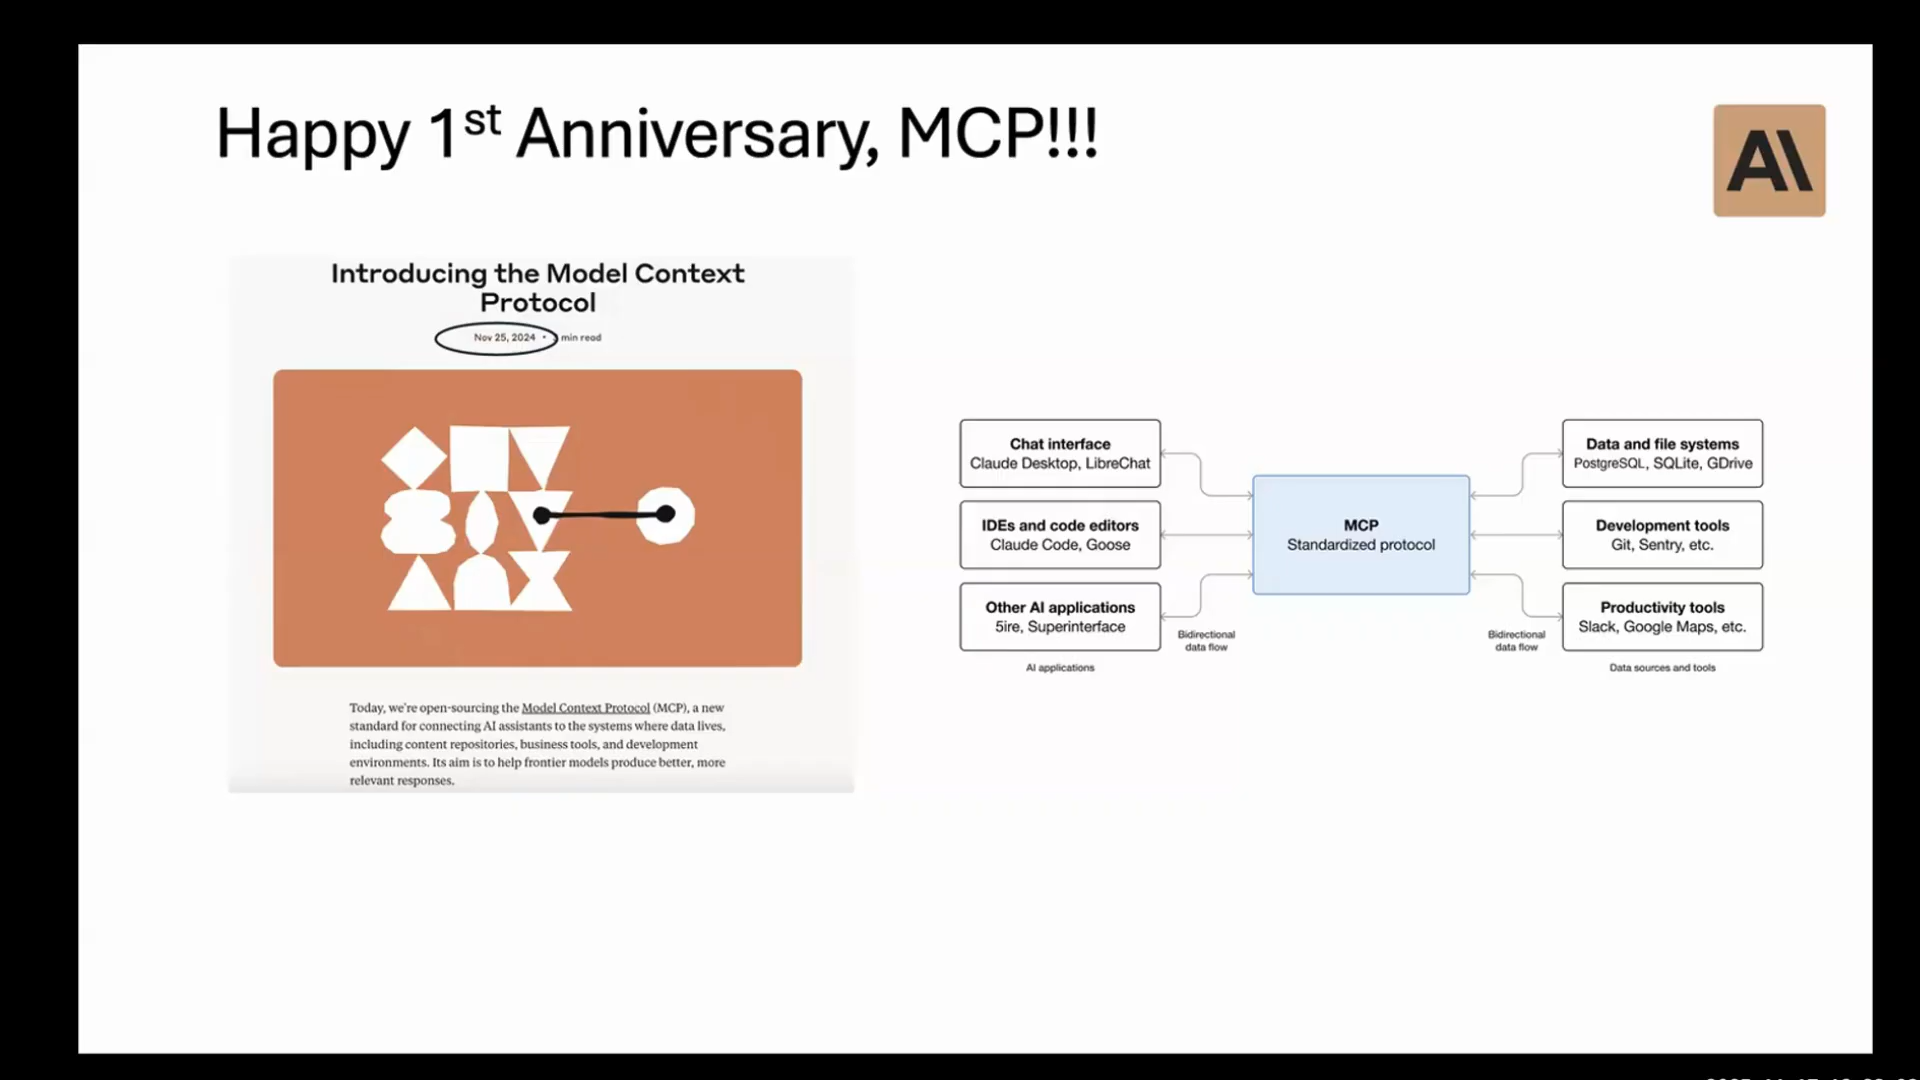 Happy 1st Anniversary, MCP!!!
AI
Introducing the Model Context
Protocol
Nov 25, 2024 • min read
Today, we're open-sourcing the Model Context Protocol (MCP), a new
standard for connecting AI assistants to the systems where data lives,
including content repositories, business tools, and development
environments. Its aim is to help frontier models produce better, more
relevant responses.
Chat interface
Claude Desktop, LibreChat
IDEs and code editors
Claude Code, Goose
Other AI applications
5ire, Superinterface
AI applications
Bidirectional
data flow
MCP
Standardized protocol
Bidirectional
data flow
Data and file systems
PostgreSQL, SQLite, GDrive
Development tools
Git, Sentry, etc.
Productivity tools
Slack, Google Maps, etc.
Data sources and tools